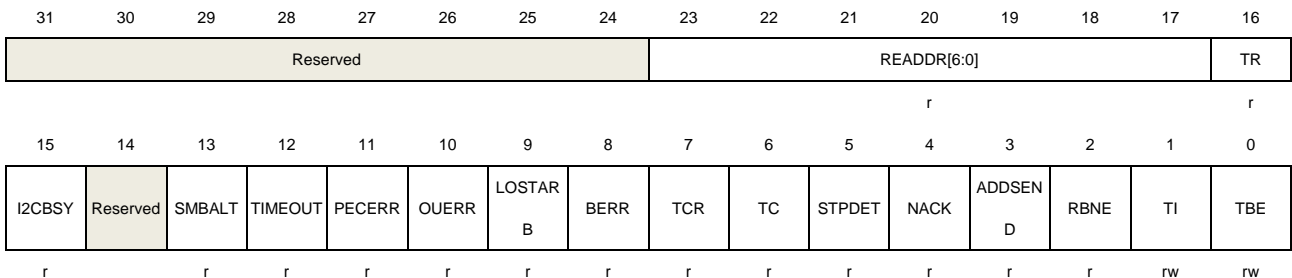 31 30 29 28 27 26 25 24 23 22 21 20 19 18 17 16
Reserved READDR[6:0] TR
r r
15 14 13 12 11 10 9 8 7 6 5 4 3 2 1 0
I2CBSY Reserved SMBALT TIMEOUT PECERR OUERR LOSTAR BERR TCR TC STPDET NACK ADDSEN RBNE TI TBE
B D
r r r r r r r r r r r r r rw rw